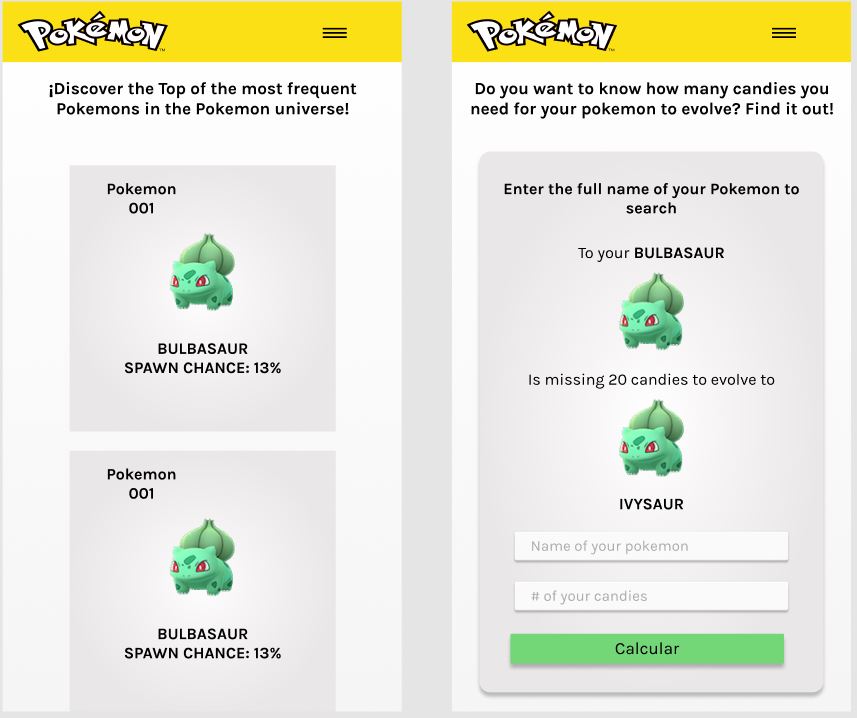 POKéMON
TM
¡Discover the Top of the most frequent
Pokemons in the Pokemon universe!
Pokemon
001
BULBASAUR
SPAWN CHANCE: 13%
Pokemon
001
BULBASAUR
SPAWN CHANCE: 13%
POKéMON
TM
Do you want to know how many candies you
need for your pokemon to evolve? Find it out!
Enter the full name of your Pokemon to
search
To your BULBASAUR
Is missing 20 candies to evolve to
IVYSAUR
Name of your pokemon
# of your candies
Calcular